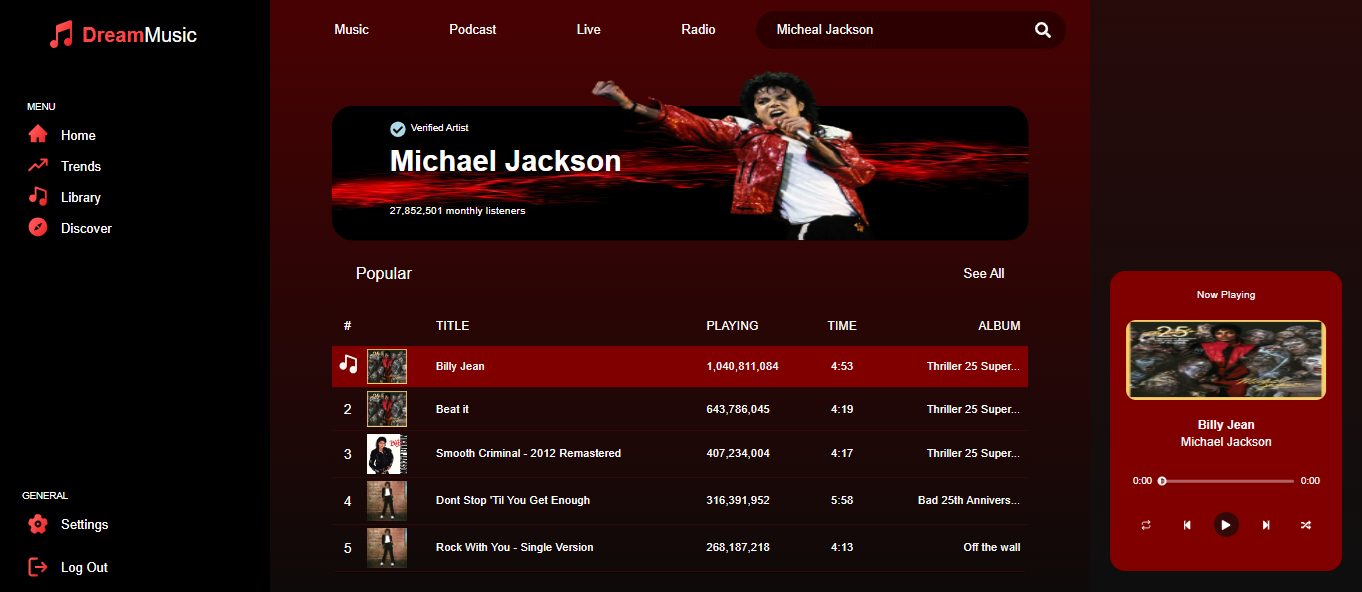 DreamMusic
MENU
Home
Trends
Library
Discover
GENERAL
Settings
Log Out
Music Podcast Live Radio Micheal Jackson
Verified Artist
Michael Jackson
27,852,501 monthly listeners
Popular See All
# TITLE PLAYING TIME ALBUM
Billy Jean 1,040,811,084 4:53 Thriller 25 Super...
2 Beat it 643,786,045 4:19 Thriller 25 Super...
3 Smooth Criminal - 2012 Remastered 407,234,004 4:17 Thriller 25 Super...
4 Dont Stop 'Til You Get Enough 316,391,952 5:58 Bad 25th Annivers...
5 Rock With You - Single Version 268,187,218 4:13 Off the wall
Now Playing
25
Billy Jean
Michael Jackson
0:00 0:00